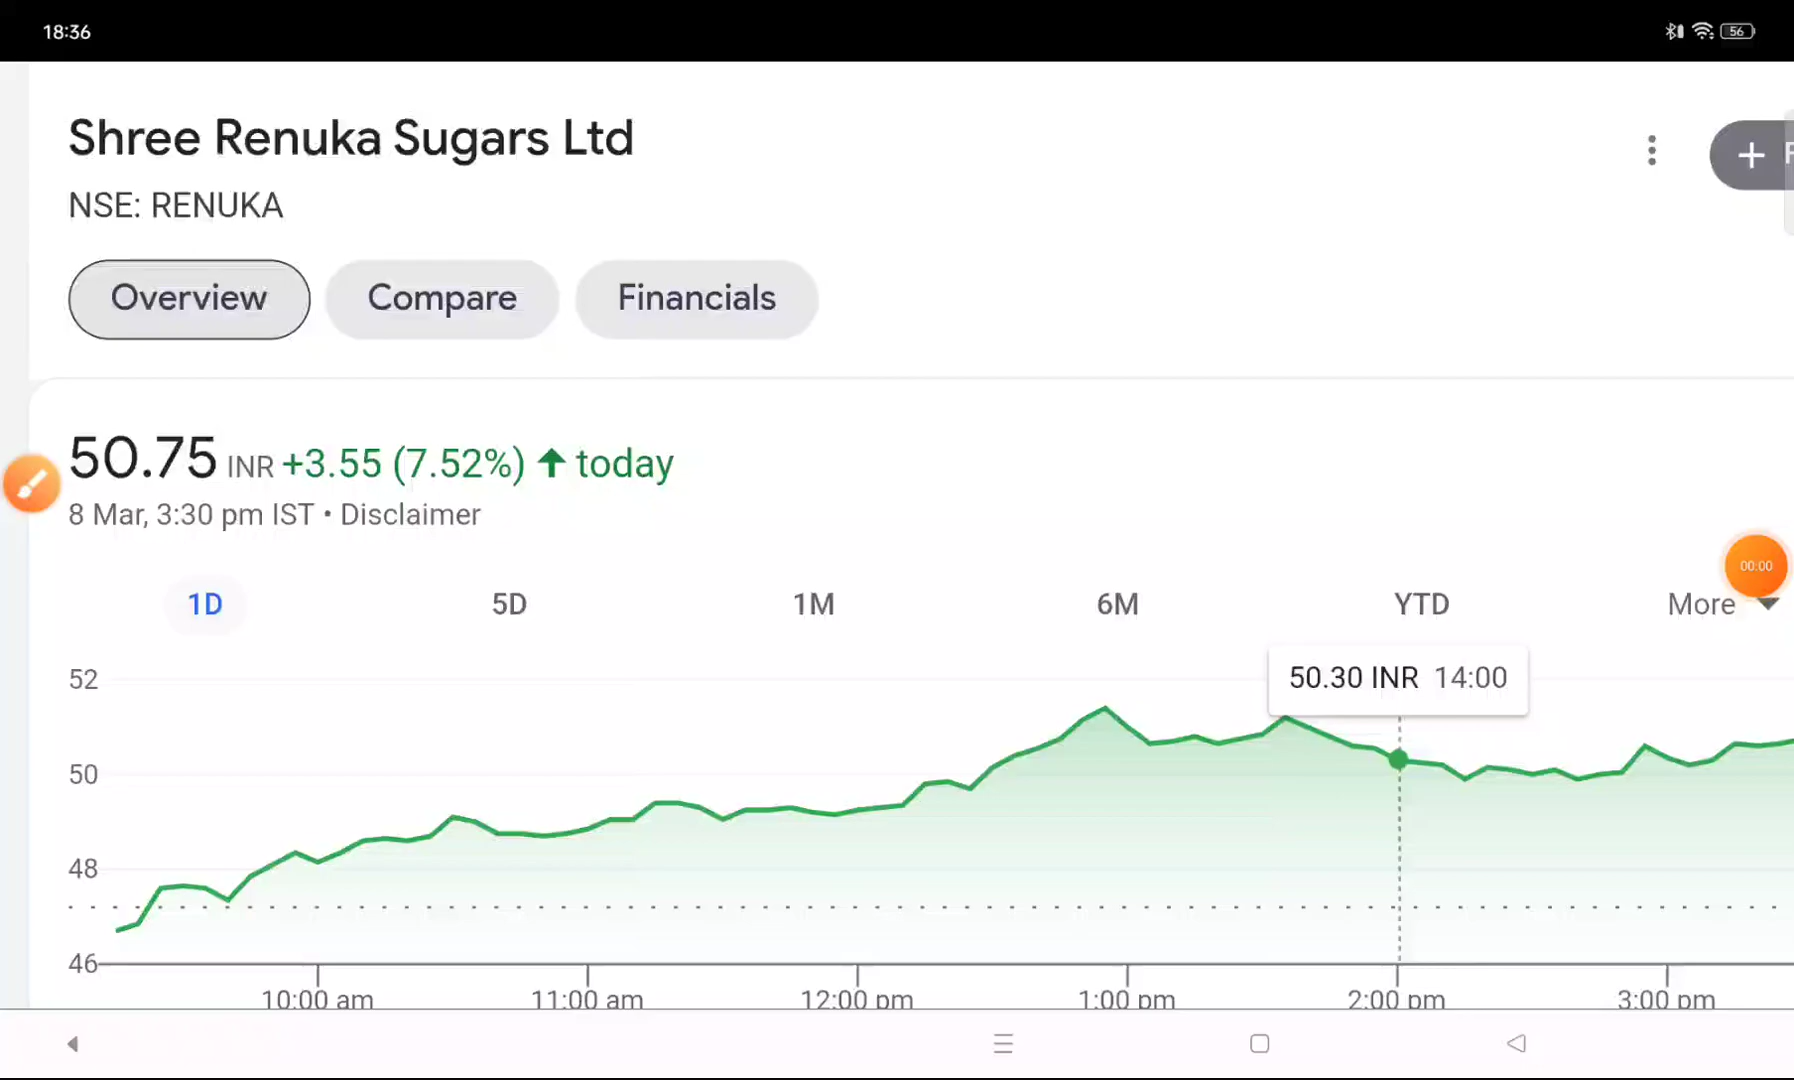 18:36
56
Shree Renuka Sugars Ltd
NSE: RENUKA
+
Overview Compare Financials
50.75 INR +3.55 (7.52%) ↑ today
8 Mar, 3:30 pm IST • Disclaimer
00:00
1D 5D 1M 6M YTD More
50.30 INR 14:00
52
50
48
46
10:00 am 11:00 am 12:00 pm 1:00 pm 2:00 pm 3:00 pm